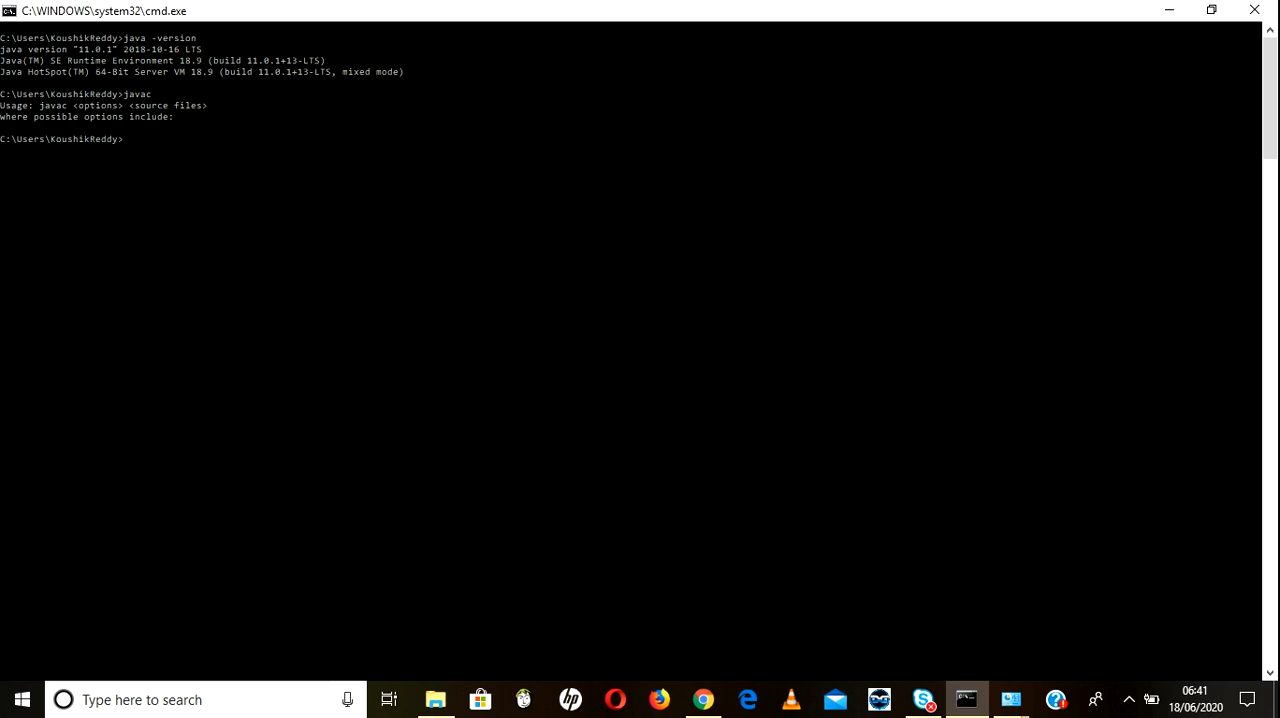 C:\WINDOWS\system32\cmd.exe
C:\Users\KoushikReddy>java -version
java version "11.0.1" 2018-10-16 LTS
Java(TM) SE Runtime Environment 18.9 (build 11.0.1+13-LTS)
Java HotSpot(TM) 64-Bit Server VM 18.9 (build 11.0.1+13-LTS, mixed mode)
C:\Users\KoushikReddy>javac
Usage: javac <options> <source files>
where possible options include:
C:\Users\KoushikReddy>
Type here to search
hp
06:41
18/06/2020